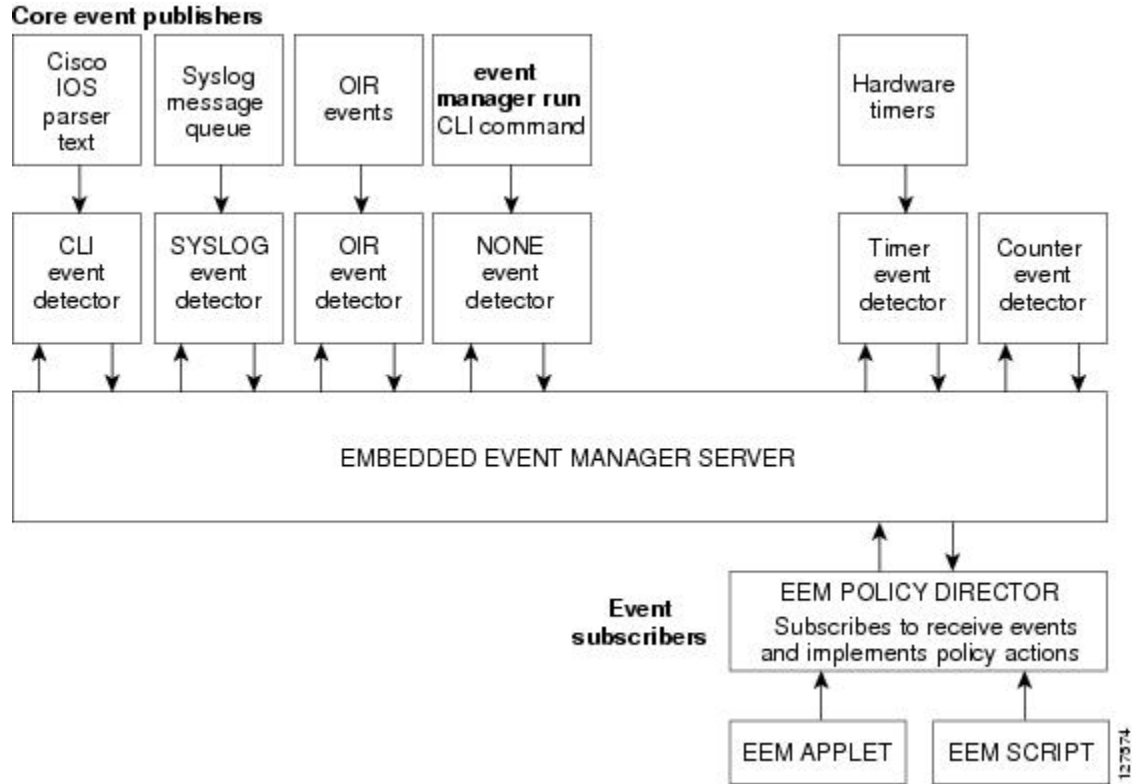 Core event publishers
Cisco
IOS
parser
text
Syslog
message
queue
OIR
events
event
manager run
CLI command
Hardware
timers
CLI
event
detector
SYSLOG
event
detector
OIR
event
detector
NONE
event
detector
Timer
event
detector
Counter
event
detector
EMBEDDED EVENT MANAGER SERVER
Event
subscribers
EEM POLICY DIRECTOR
Subscribes to receive events
and implements policy actions
EEM APPLET
EEM SCRIPT
127574